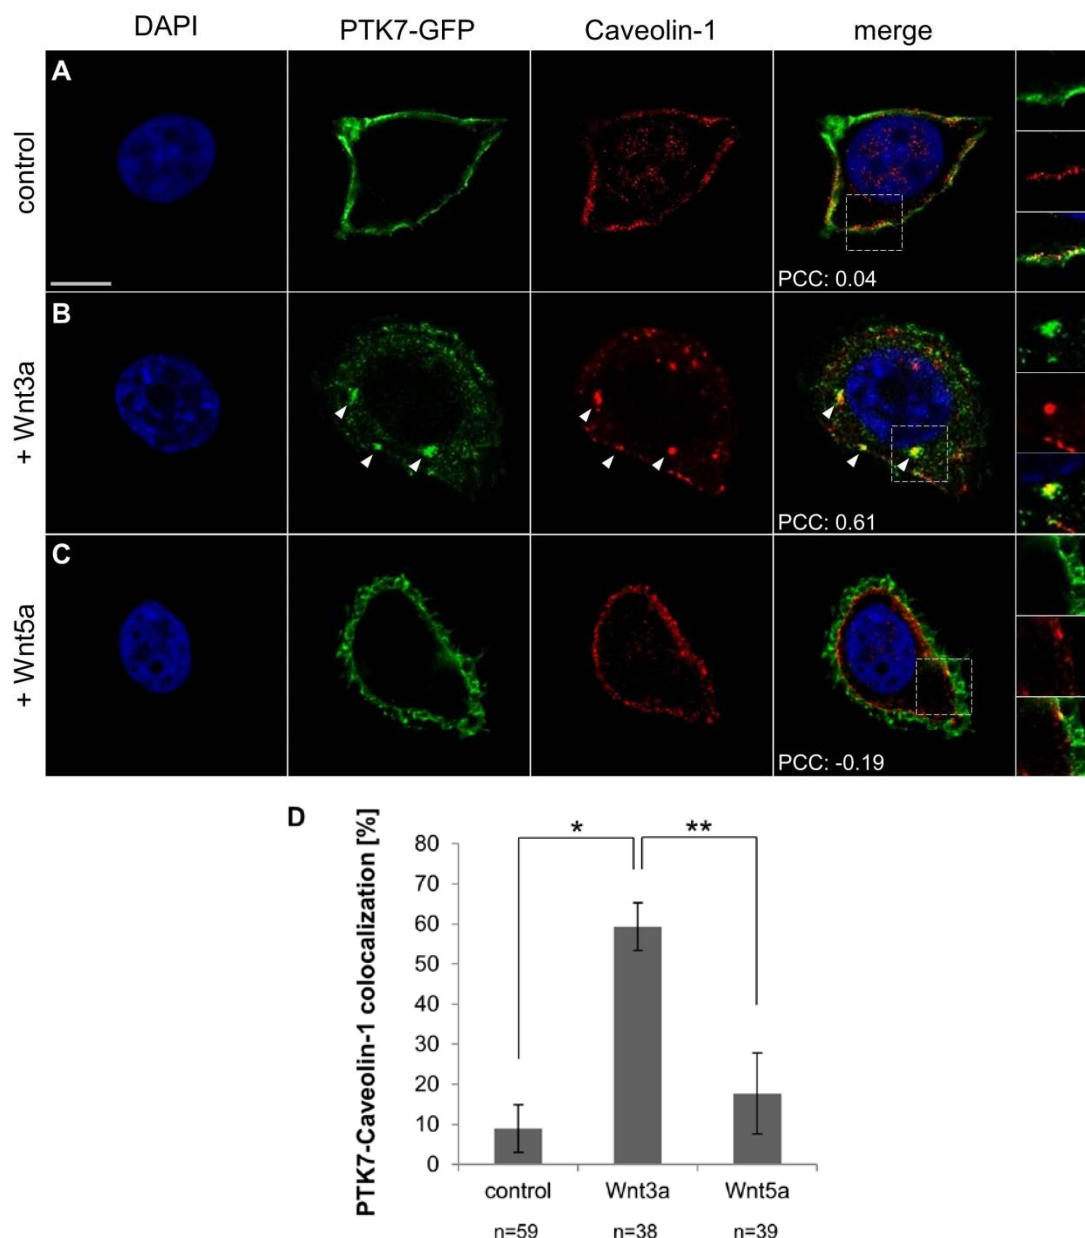 DAPI PTK7-GFP Caveolin-1 merge
A
control
PCC: 0.04
B
+ Wnt3a
PCC: 0.61
C
+ Wnt5a
PCC: -0.19
D
PTK7-Caveolin-1 colocalization [%]
* **
80
70
60
50
40
30
20
10
0
control Wnt3a Wnt5a
n=59 n=38 n=39